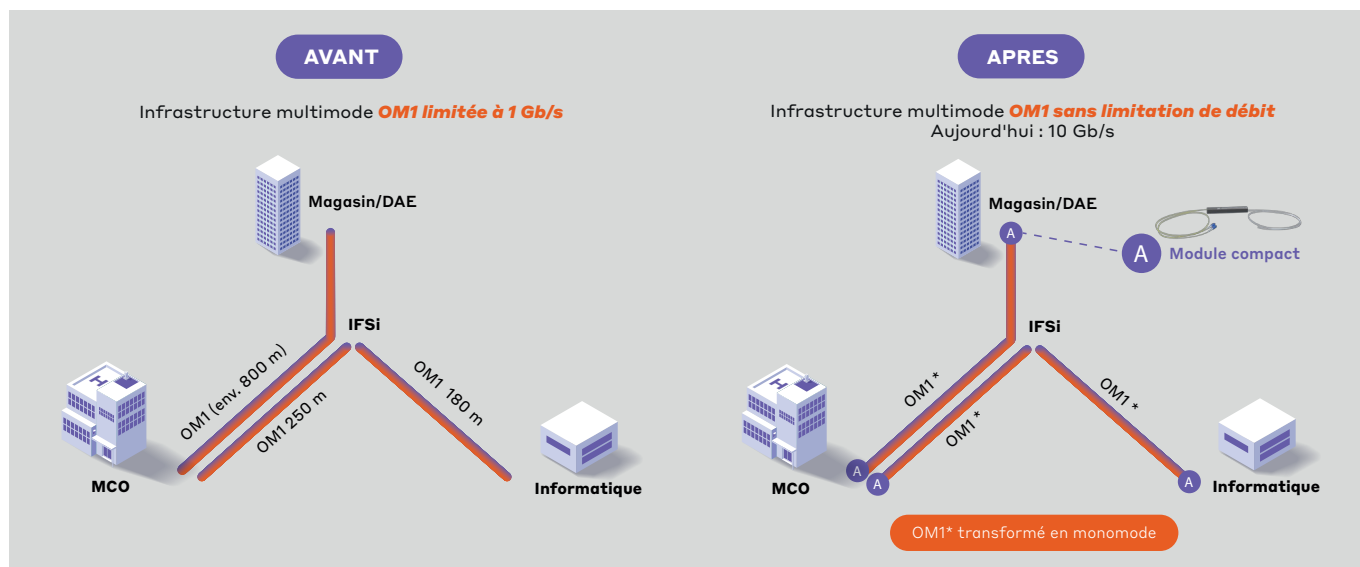 AVANT
Infrastructure multimode OM1 limitée à 1 Gb/s
Magasin/DAE
IFSi
OM1 (env. 800 m)
OM1 250 m
OM1 180 m
MCO
Informatique
APRES
Infrastructure multimode OM1 sans limitation de débit
Aujourd'hui : 10 Gb/s
Magasin/DAE
A
A
Module compact
IFSi
OM1 *
OM1 *
OM1 *
A
A
A
MCO
Informatique
OM1* transformé en monomode